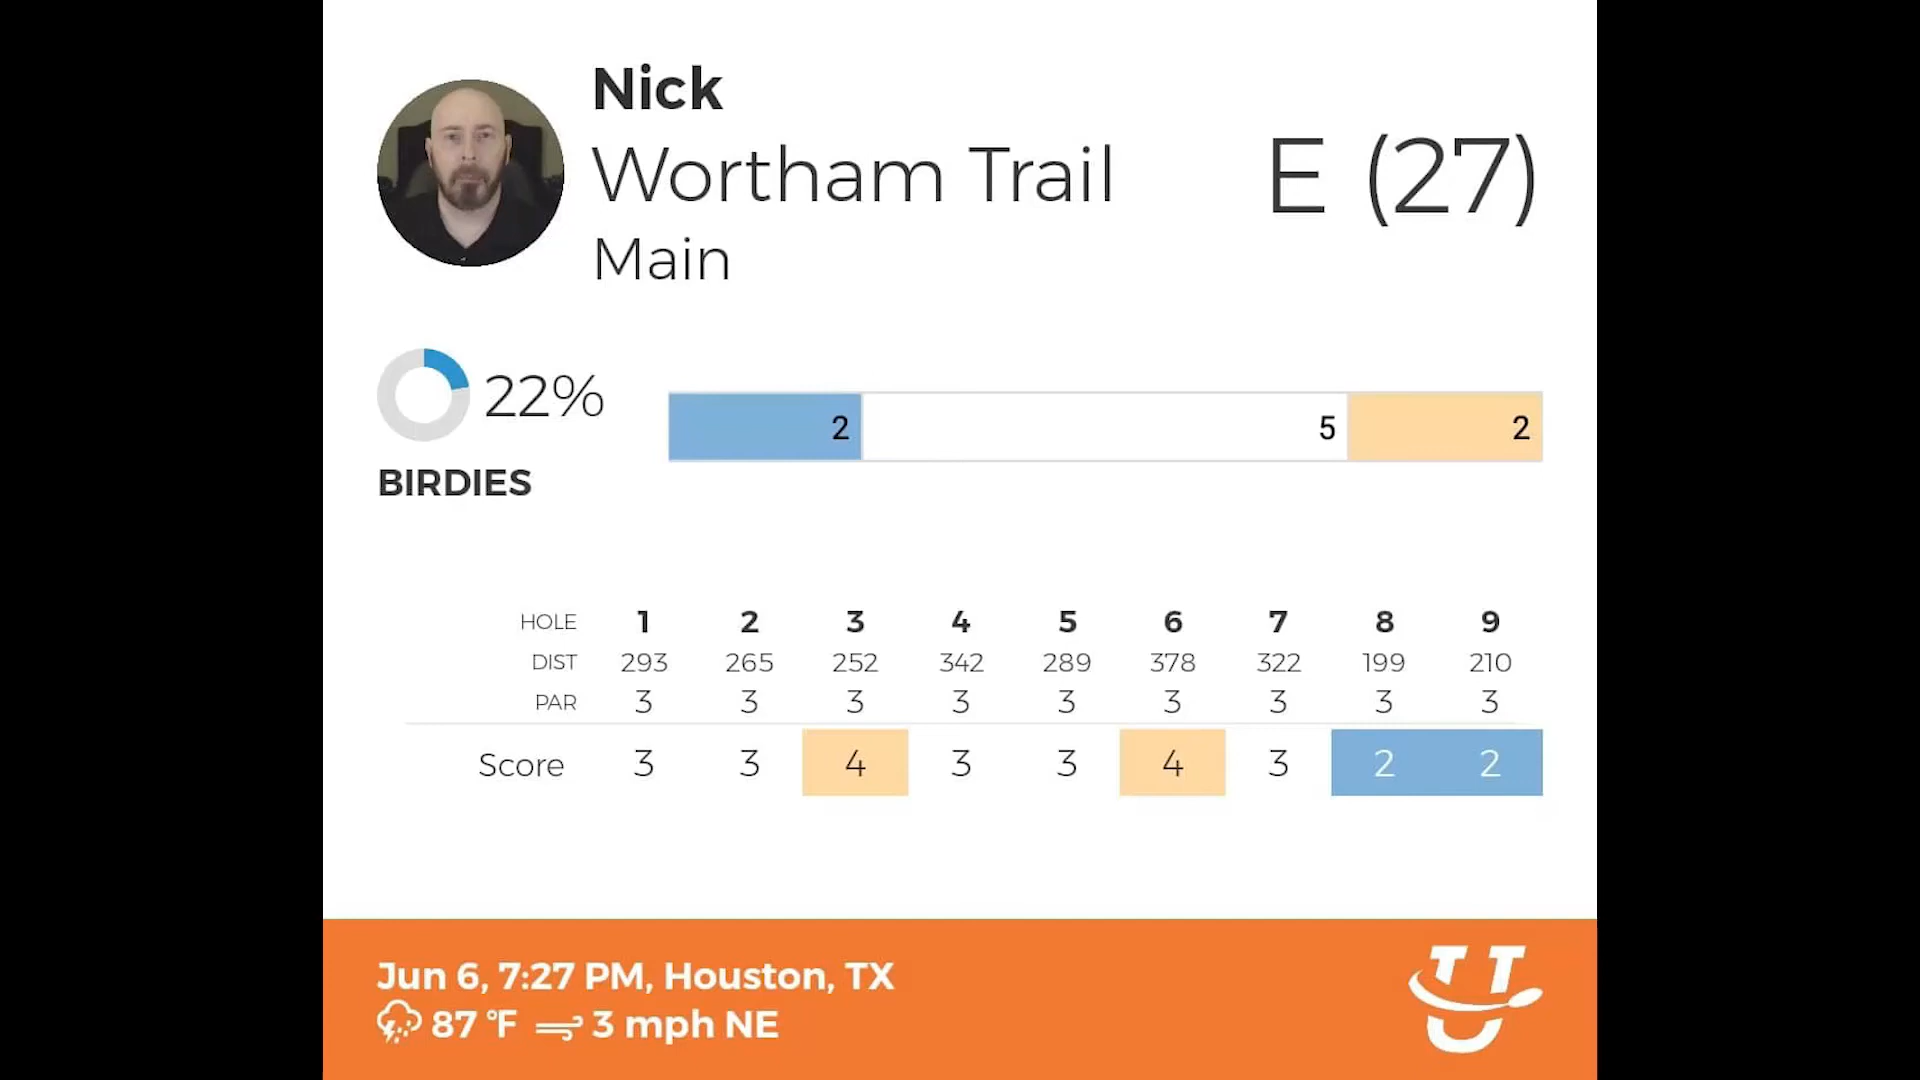 Nick
Wortham Trail
Main
E (27)
22%
BIRDIES
2 5 2
HOLE 1 2 3 4 5 6 7 8 9
DIST 293 265 252 342 289 378 322 199 210
PAR 3 3 3 3 3 3 3 3 3
Score 3 3 4 3 3 4 3 2 2
Jun 6, 7:27 PM, Houston, TX
87 °F 3 mph NE